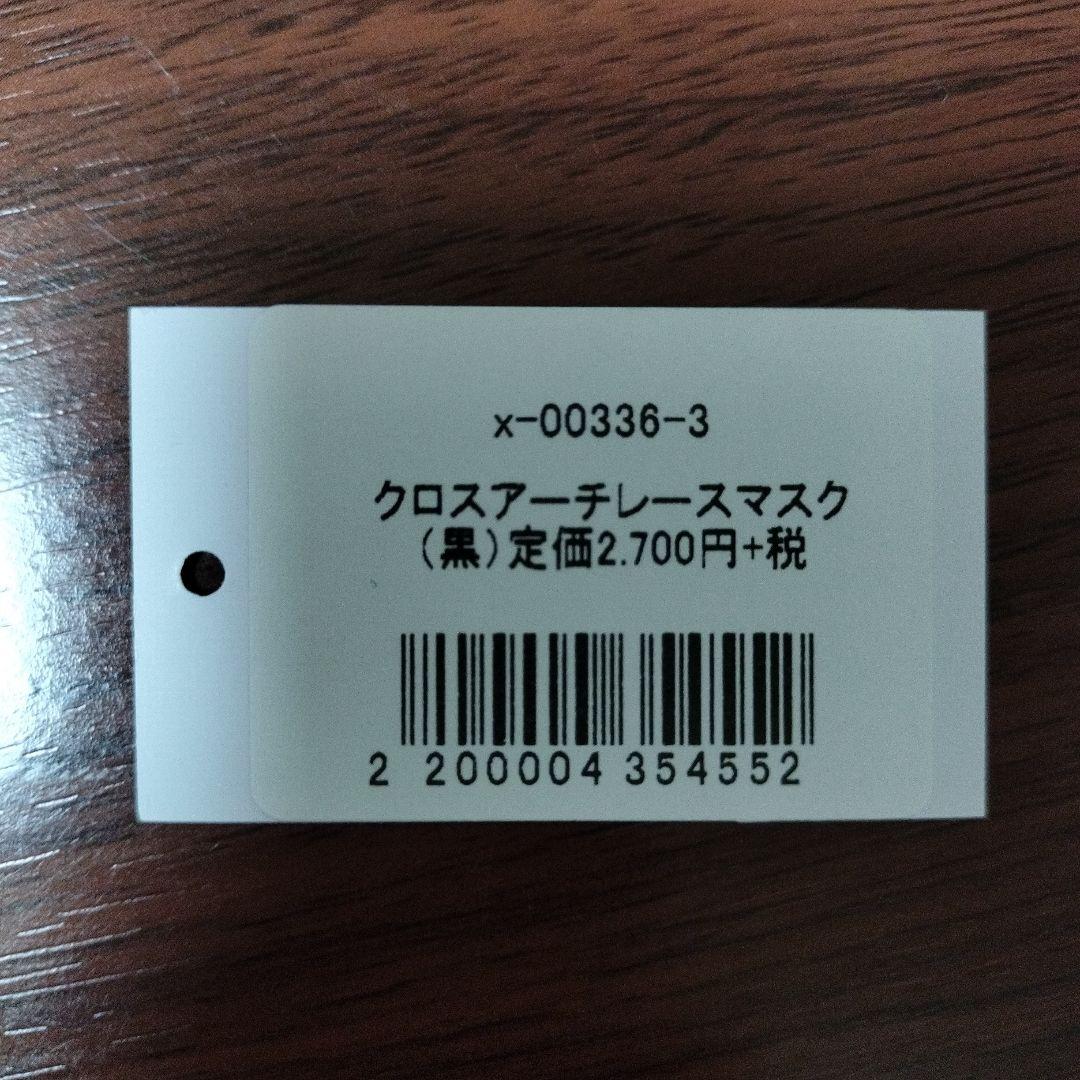 x-00336-3
クロスアーチレースマスク
(黒)定価2.700円+税
2 200004 354552